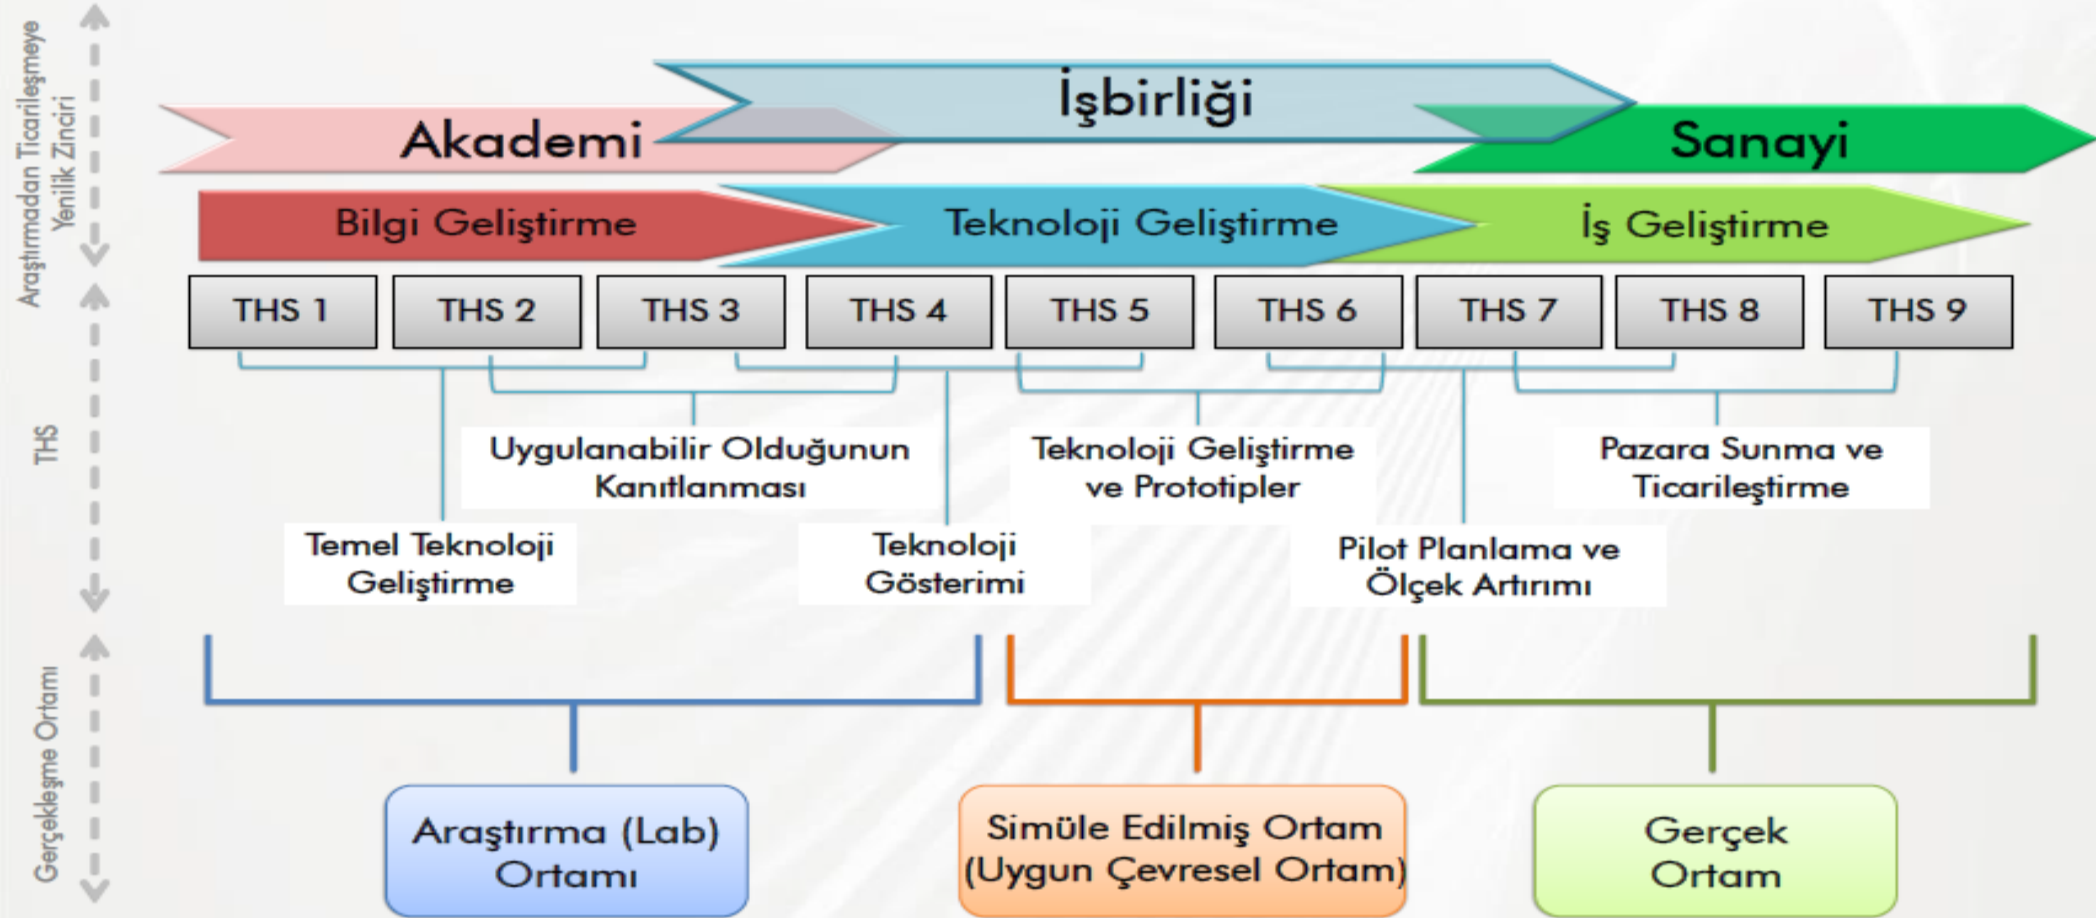 Araştırmadan Ticarileşmeye
Yenilik Zinciri
İşbirliği
Akademi
Sanayi
Bilgi Geliştirme
Teknoloji Geliştirme
İş Geliştirme
THS 1
THS 2
THS 3
THS 4
THS 5
THS 6
THS 7
THS 8
THS 9
THS
Uygulanabilir Olduğunun
Kanıtlanması
Teknoloji Geliştirme
ve Prototipler
Pazara Sunma ve
Ticarileştirme
Temel Teknoloji
Geliştirme
Teknoloji
Gösterimi
Pilot Planlama ve
Ölçek Artırımı
Gerçekleşme Ortamı
Araştırma (Lab)
Ortamı
Simüle Edilmiş Ortam
(Uygun Çevresel Ortam)
Gerçek
Ortam